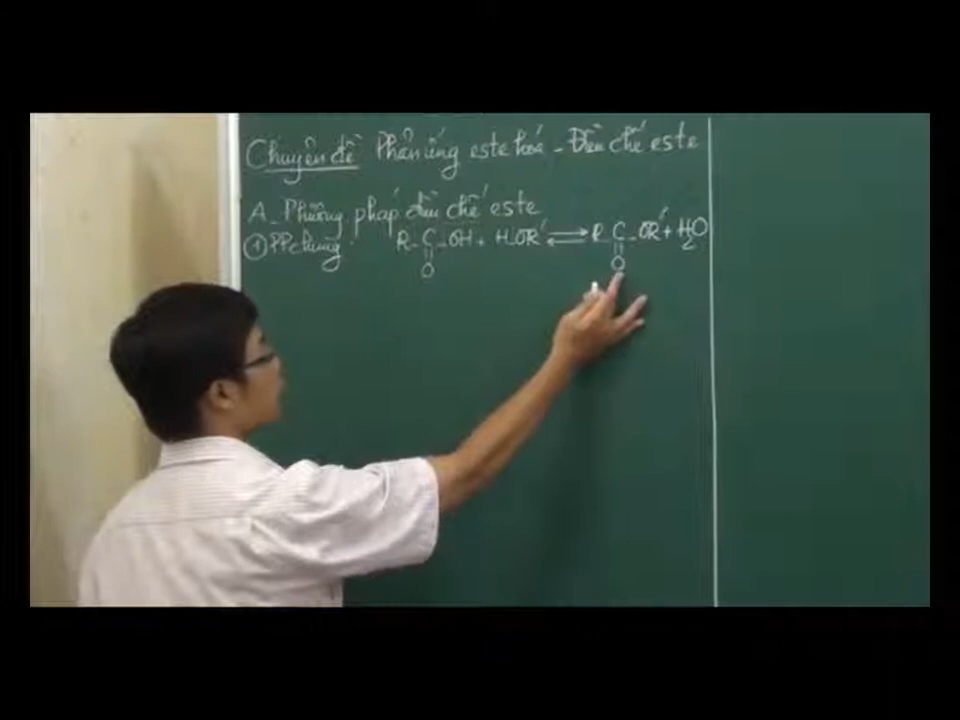 Chuyên đề Phản ứng este hoá - Điều chế este
A. Phương pháp điều chế este
① PP chung: R-C-OH + H-OR' ⇌ R-C-OR' + H2O
|| ||
O O